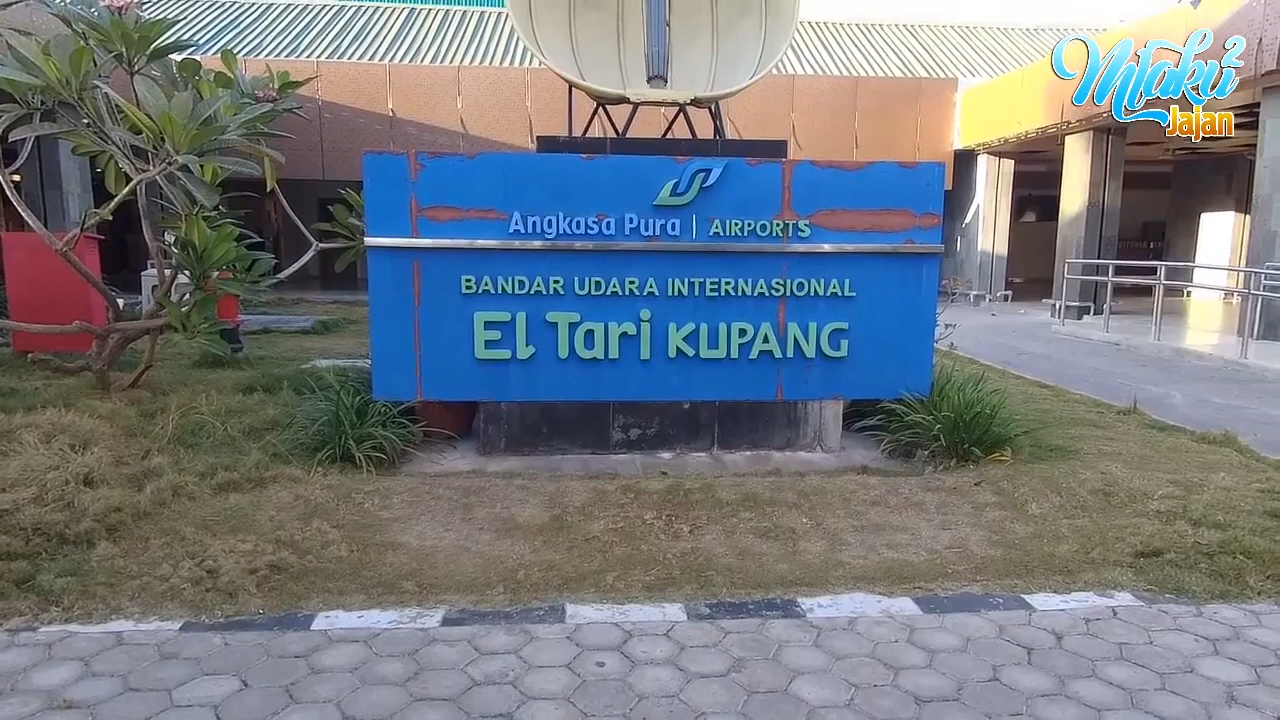 Mlaku2
Jajan
Angkasa Pura | AIRPORTS
BANDAR UDARA INTERNASIONAL
El Tari KUPANG